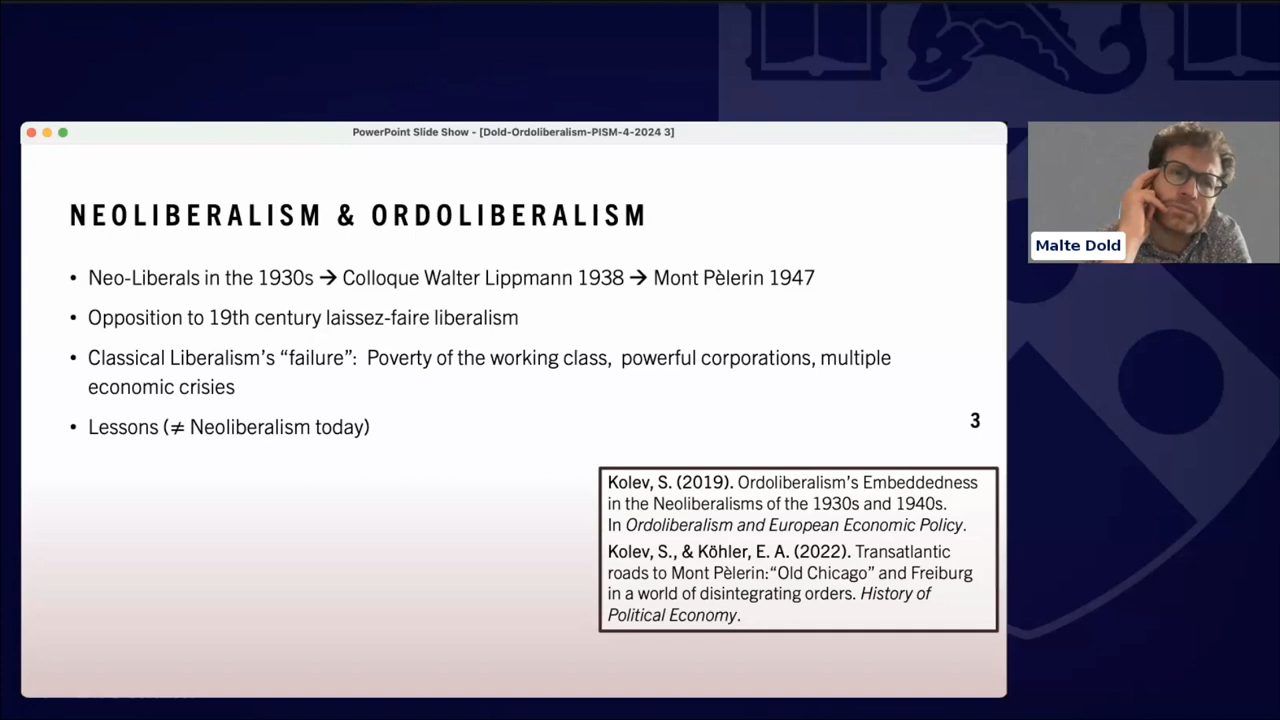 PowerPoint Slide Show - [Dold-Ordoliberalism-PISM-4-2024 3]
NEOLIBERALISM & ORDOLIBERALISM
• Neo-Liberals in the 1930s → Colloque Walter Lippmann 1938 → Mont Pèlerin 1947
• Opposition to 19th century laissez-faire liberalism
• Classical Liberalism’s “failure”: Poverty of the working class, powerful corporations, multiple
economic crisies
• Lessons (≠ Neoliberalism today)
3
Kolev, S. (2019). Ordoliberalism’s Embeddedness
in the Neoliberalisms of the 1930s and 1940s.
In Ordoliberalism and European Economic Policy.
Kolev, S., & Köhler, E. A. (2022). Transatlantic
roads to Mont Pèlerin:“Old Chicago” and Freiburg
in a world of disintegrating orders. History of
Political Economy.
Malte Dold